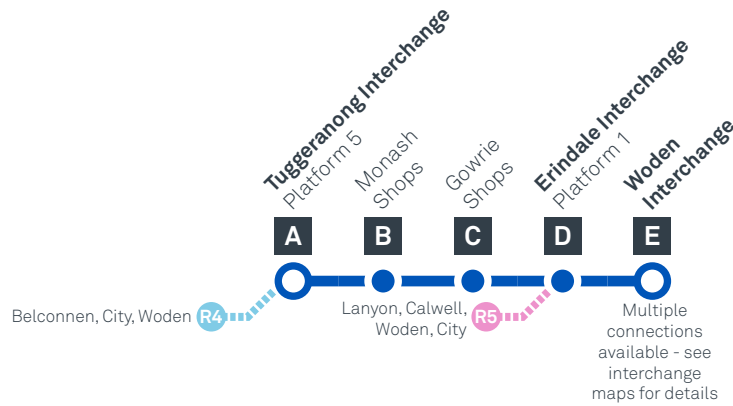 Tuggeranong Interchange
Platform 5
Monash
Shops
Gowrie
Shops
Erindale Interchange
Platform 1
Woden
Interchange
A
B
C
D
E
Belconnen, City, Woden
R4
Lanyon, Calwell,
Woden, City
R5
Multiple
connections
available - see
interchange
maps for details